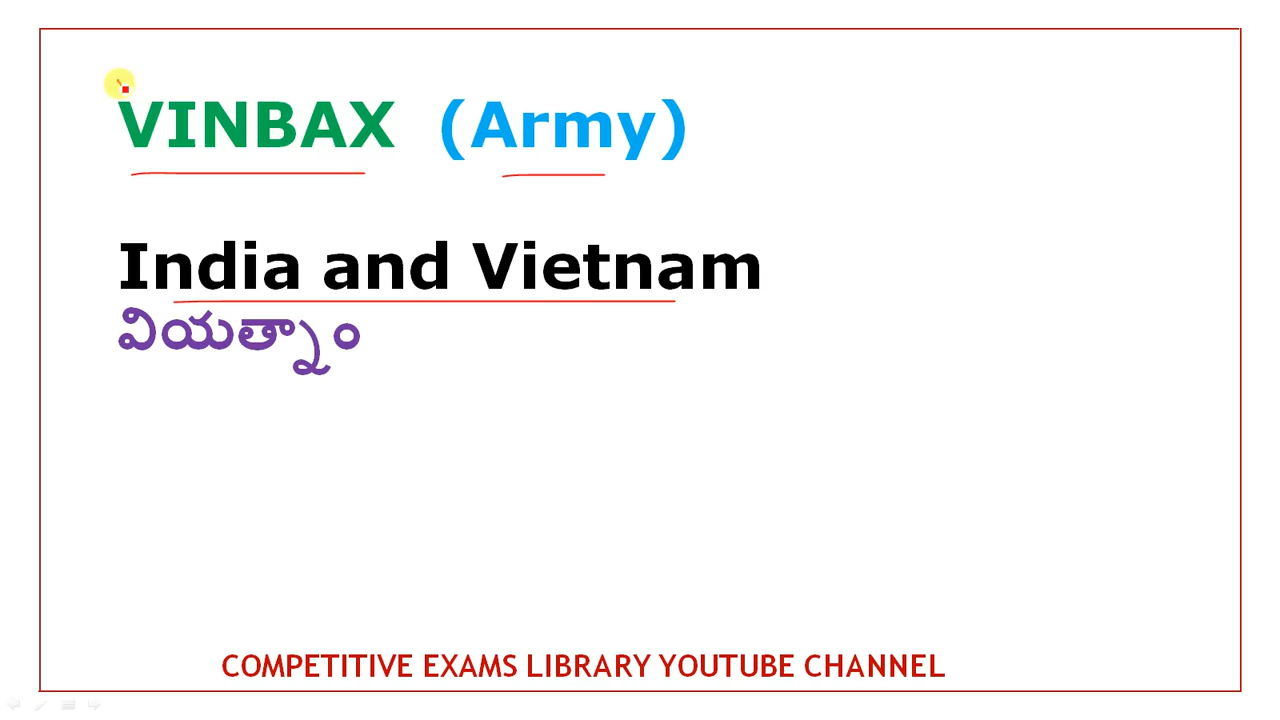 VINBAX (Army)
India and Vietnam
వియత్నాం
COMPETITIVE EXAMS LIBRARY YOUTUBE CHANNEL